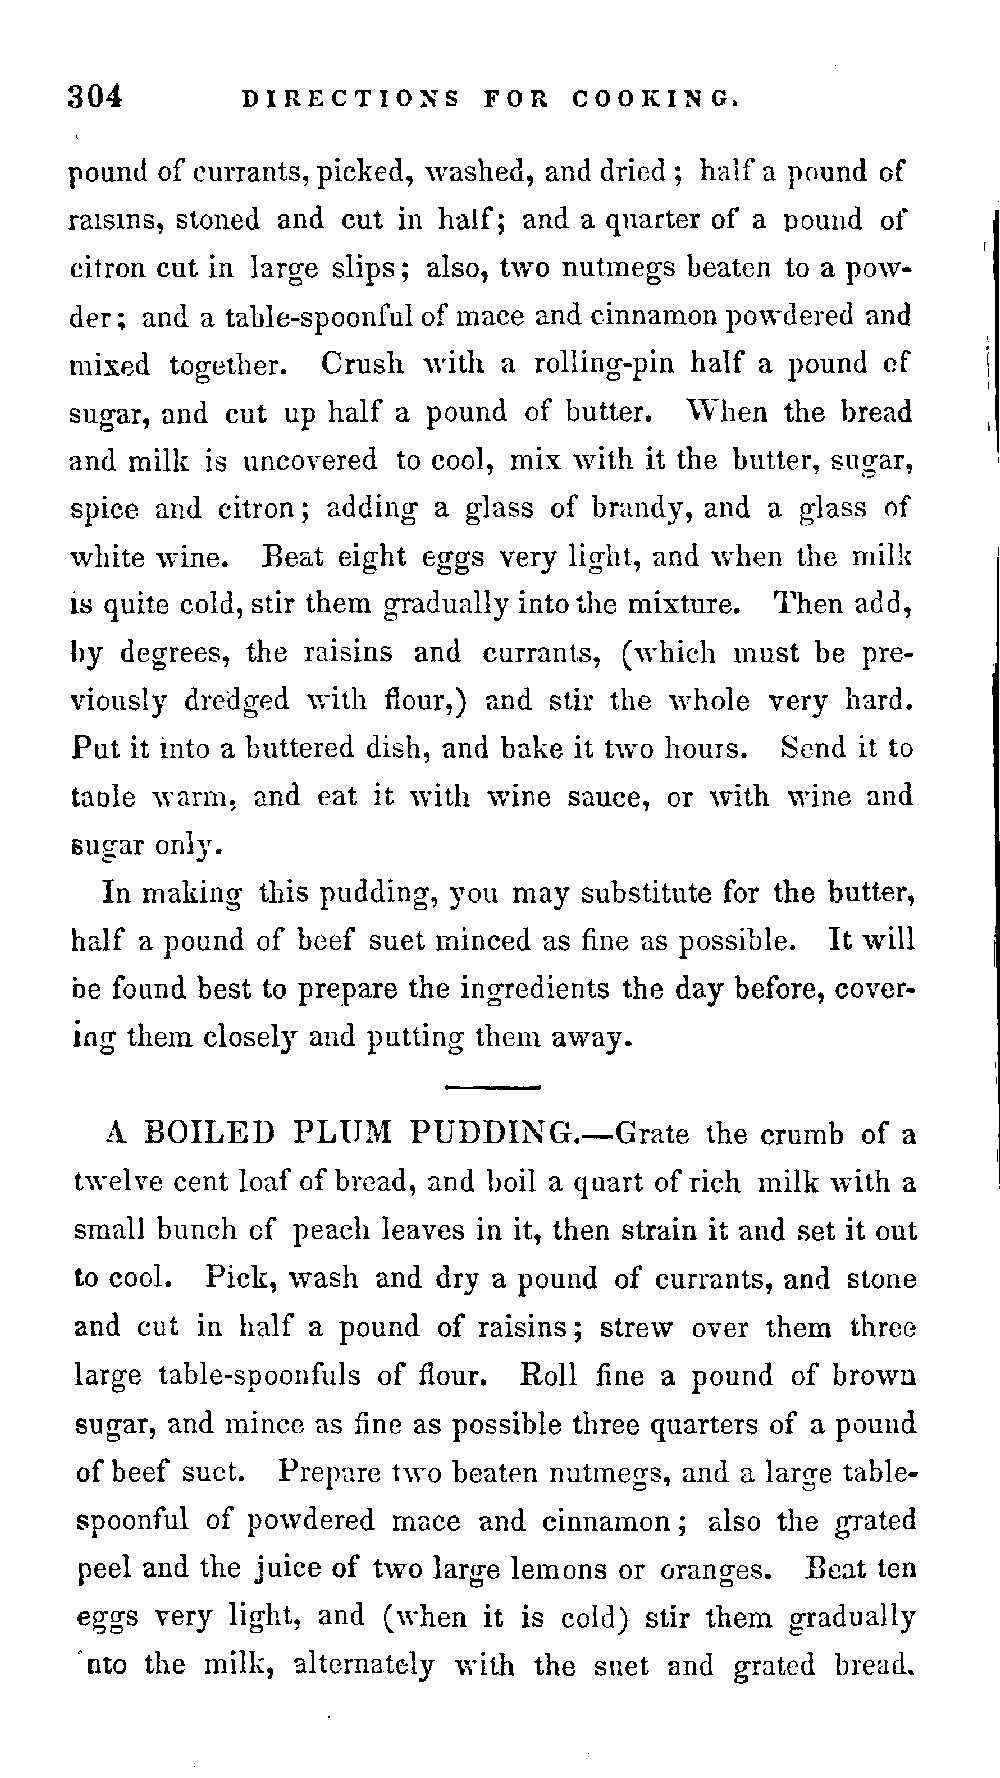 304 DIRECTIONS FOR COOKING.
pound of currants, picked, washed, and dried; half a pound of
raisins, stoned and cut in half; and a quarter of a pound of
citron cut in large slips; also, two nutmegs beaten to a pow-
der; and a table-spoonful of mace and cinnamon powdered and
mixed together. Crush with a rolling-pin half a pound of
sugar, and cut up half a pound of butter. When the bread
and milk is uncovered to cool, mix with it the butter, sugar,
spice and citron; adding a glass of brandy, and a glass of
white wine. Beat eight eggs very light, and when the milk
is quite cold, stir them gradually into the mixture. Then add,
by degrees, the raisins and currants, (which must be pre-
viously dredged with flour,) and stir the whole very hard.
Put it into a buttered dish, and bake it two hours. Send it to
table warm, and eat it with wine sauce, or with wine and
sugar only.
In making this pudding, you may substitute for the butter,
half a pound of beef suet minced as fine as possible. It will
be found best to prepare the ingredients the day before, cover-
ing them closely and putting them away.
A BOILED PLUM PUDDING.—Grate the crumb of a
twelve cent loaf of bread, and boil a quart of rich milk with a
small bunch of peach leaves in it, then strain it and set it out
to cool. Pick, wash and dry a pound of currants, and stone
and cut in half a pound of raisins; strew over them three
large table-spoonfuls of flour. Roll fine a pound of brown
sugar, and mince as fine as possible three quarters of a pound
of beef suet. Prepare two beaten nutmegs, and a large table-
spoonful of powdered mace and cinnamon; also the grated
peel and the juice of two large lemons or oranges. Beat ten
eggs very light, and (when it is cold) stir them gradually
into the milk, alternately with the suet and grated bread.